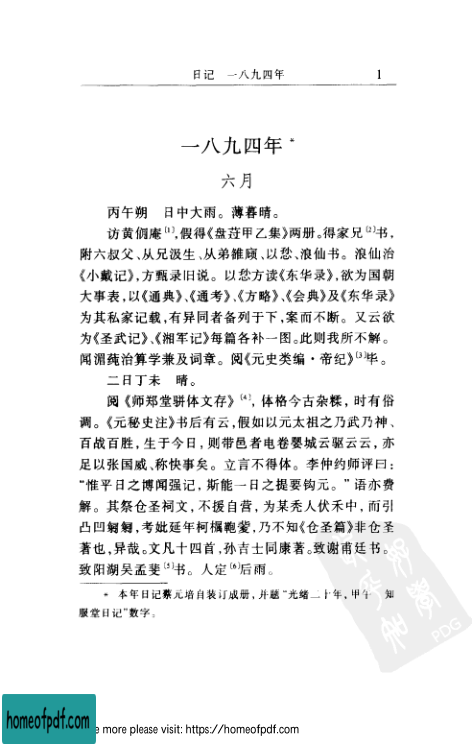 日记 一八九四年 1
一八九四年*
六月
丙午朔 日中大雨。薄暮晴。
访黄佣庵〔1〕,假得《盘荭甲乙集》两册。得家兄〔2〕书,
附六叔父、从兄汲生、从弟雒頎、以愆、浪仙书。浪仙治
《小戴记》,方甄录旧说。以愆方读《东华录》,欲为国朝
大事表,以《通典》、《通考》、《方略》、《会典》及《东华录》
为其私家记载,有异同者备列于下,案而不断。又云欲
为《圣武记》、《湘军记》每篇各补一图。此则我所不解。
闻湄莼治算学兼及词章。阅《元史类编·帝纪》〔3〕毕。
二日丁未 晴。
阅《师郑堂骈体文存》〔4〕,体格今古杂糅,时有俗
调。《元秘史注》书后有云,假如以元太祖之乃武乃神、
百战百胜,生于今日,则带邑者电卷婴城云驱云云,亦
足以张国威、称快事矣。立言不得体。李仲约师评曰:
“惟平日之博闻强记,斯能一日之提要钩元。”语亦费
解。其祭仓圣祠文,不援自营,为某秃人伏禾中,而引
凸凹蝺蝺,考妣延年柯欘鞄蒙,乃不知《仓圣篇》非仓圣
著也,异哉。文凡十四首,孙吉士同康著。致谢甫廷书。
致阳湖吴孟斐〔5〕书。人定〔6〕后雨。
* 本年日记蔡元培自装订成册,并题“光绪二十年,甲午 知
服堂日记”数字。
PDG
homeofpdf.com
e more please visit: https://homeofpdf.com